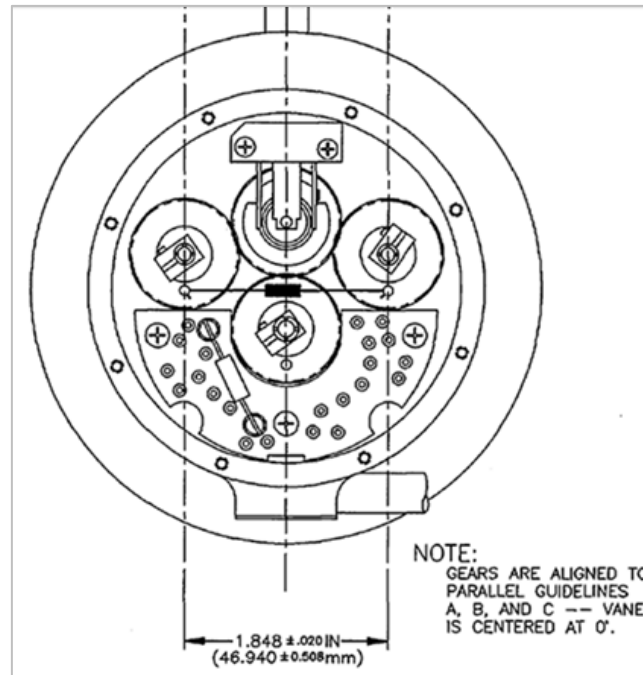 NOTE:
GEARS ARE ALIGNED TO
PARALLEL GUIDELINES
A, B, AND C -- VANE
IS CENTERED AT 0'.
1.848 ±.020 IN
(46.940 ±0.508mm)